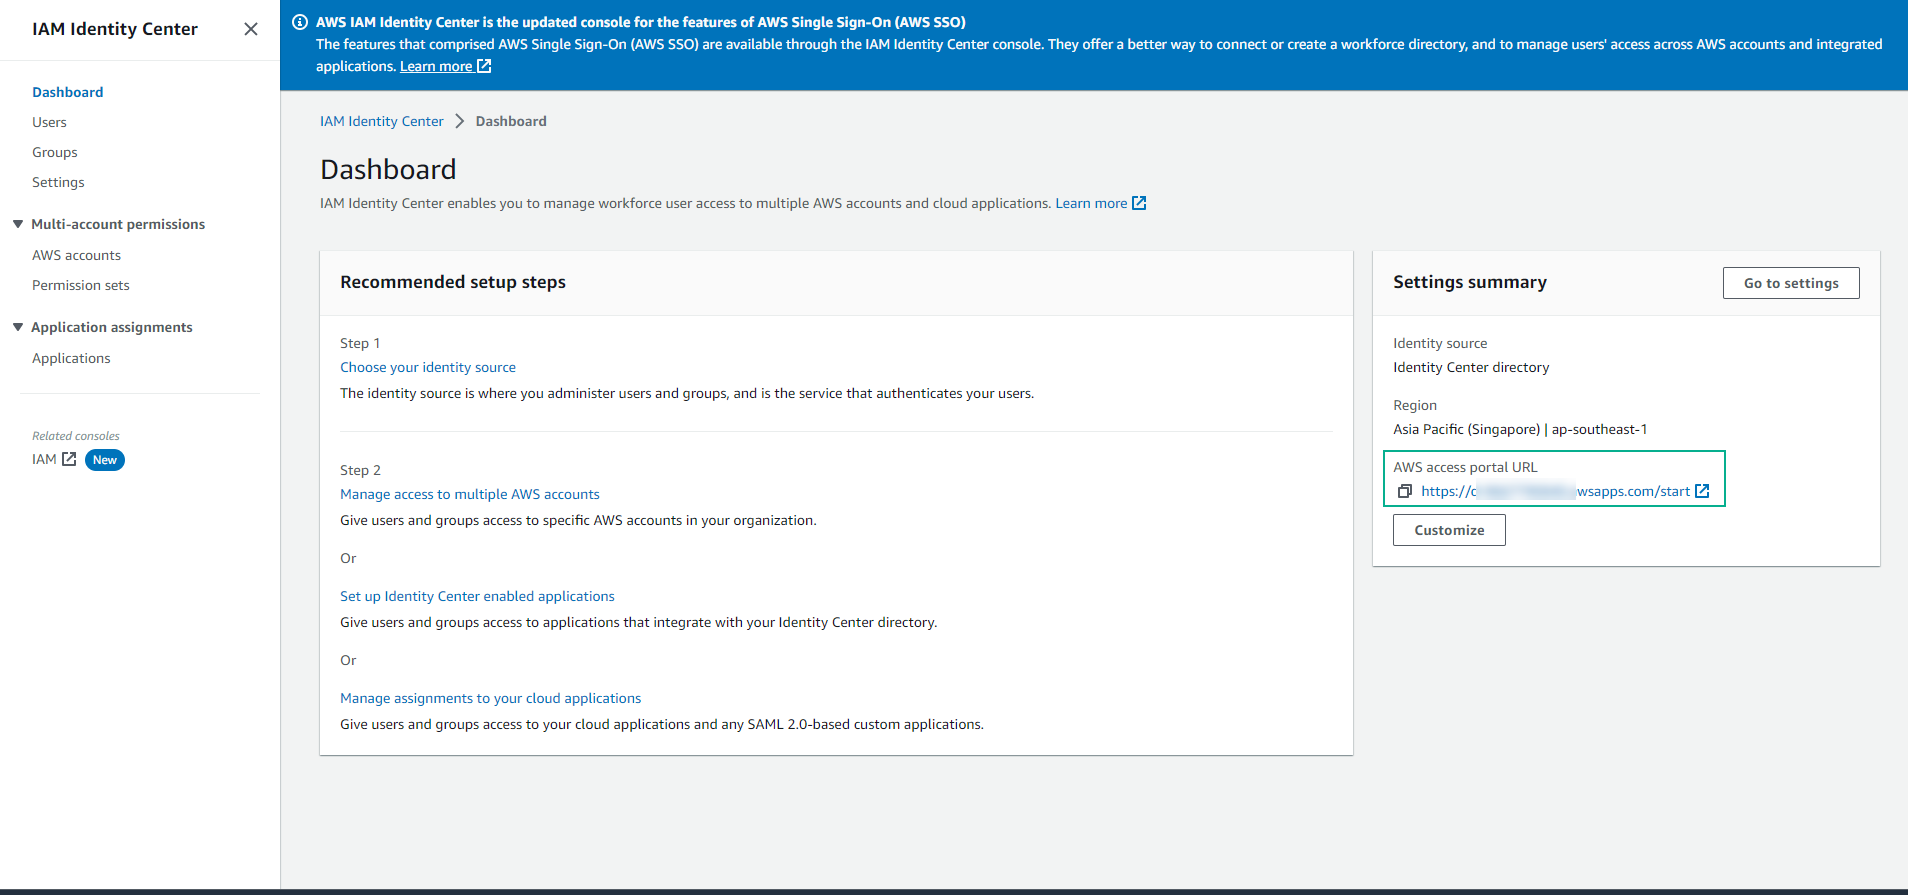 IAM Identity Center
Dashboard
Users
Groups
Settings
Multi-account permissions
AWS accounts
Permission sets
Application assignments
Applications
Related consoles
IAM New
AWS IAM Identity Center is the updated console for the features of AWS Single Sign-On (AWS SSO)
The features that comprised AWS Single Sign-On (AWS SSO) are available through the IAM Identity Center console. They offer a better way to connect or create a workforce directory, and to manage users' access across AWS accounts and integrated
applications. Learn more
IAM Identity Center Dashboard
Dashboard
IAM Identity Center enables you to manage workforce user access to multiple AWS accounts and cloud applications. Learn more
Recommended setup steps
Step 1
Choose your identity source
The identity source is where you administer users and groups, and is the service that authenticates your users.
Step 2
Manage access to multiple AWS accounts
Give users and groups access to specific AWS accounts in your organization.
Or
Set up Identity Center enabled applications
Give users and groups access to applications that integrate with your Identity Center directory.
Or
Manage assignments to your cloud applications
Give users and groups access to your cloud applications and any SAML 2.0-based custom applications.
Settings summary
Go to settings
Identity source
Identity Center directory
Region
Asia Pacific (Singapore) | ap-southeast-1
AWS access portal URL
https:// wsapps.com/start
Customize